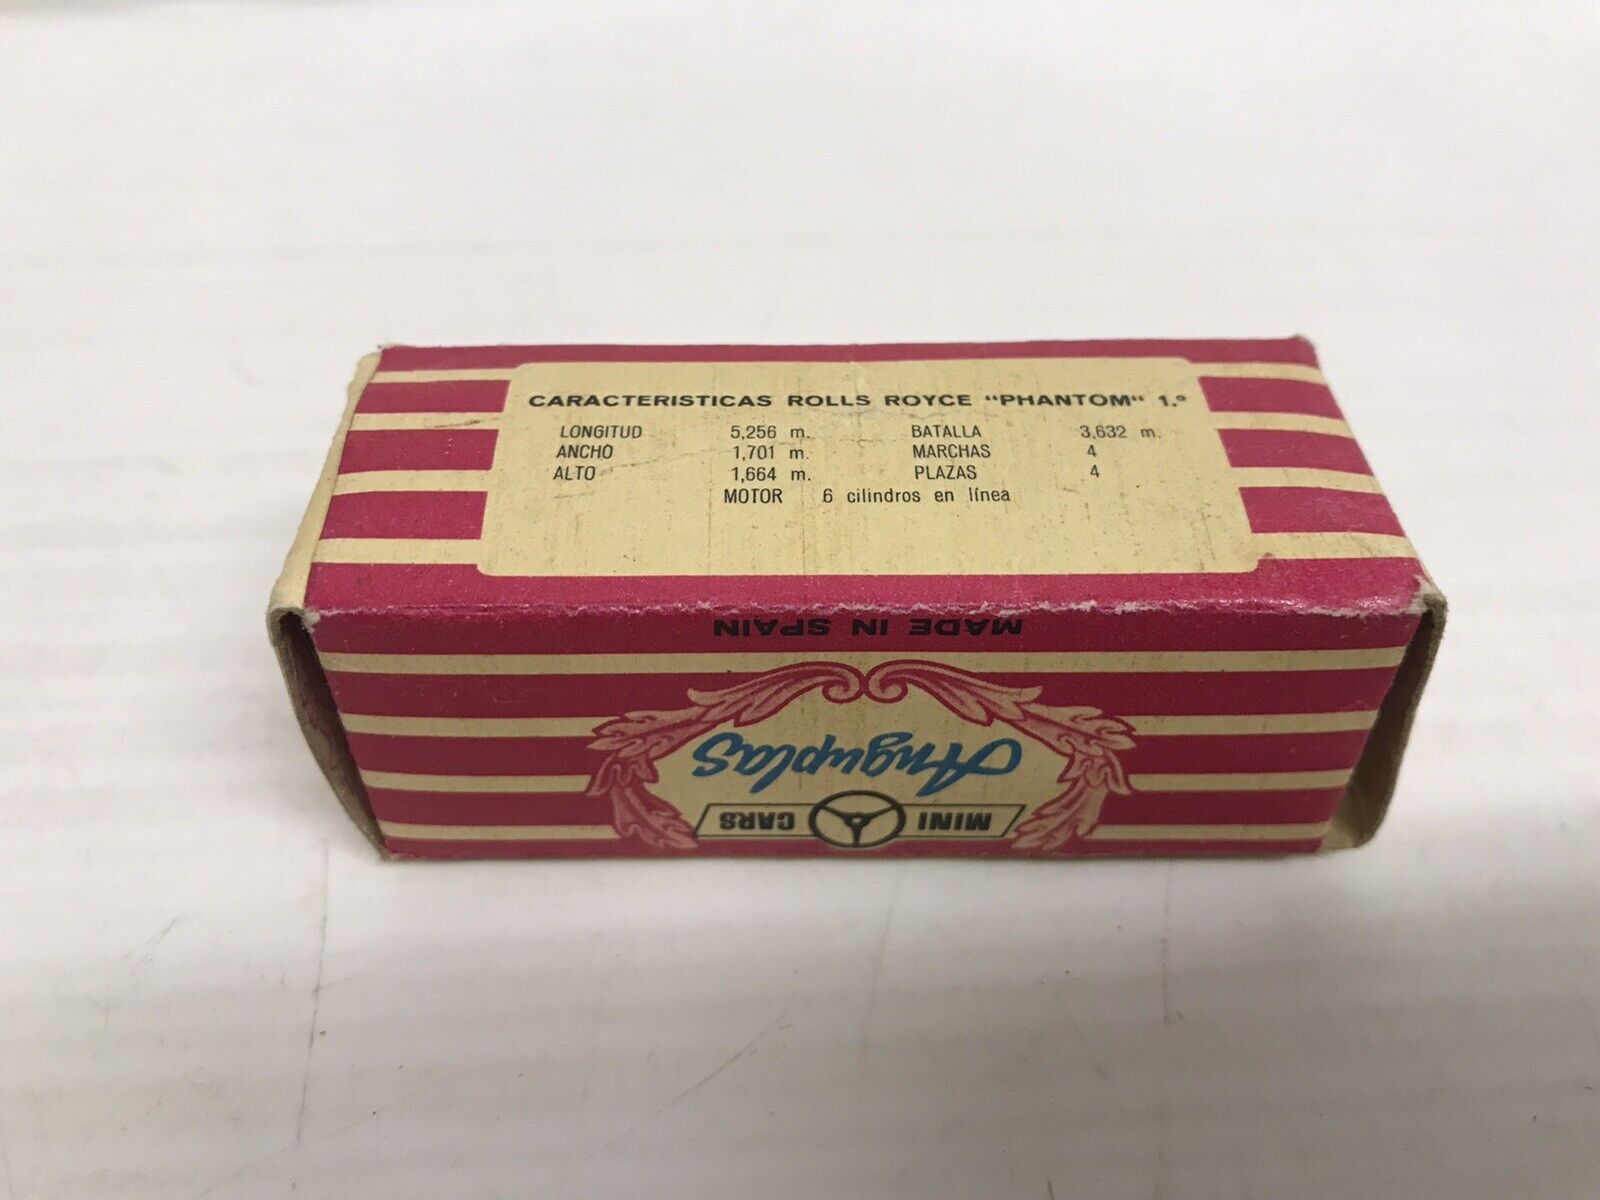 CARACTERISTICAS ROLLS ROYCE "PHANTOM" 1.º
LONGITUD 5,256 m. BATALLA 3,632 m.
ANCHO 1,701 m. MARCHAS 4
ALTO 1,664 m. PLAZAS 4
MOTOR 6 cilindros en línea
MINI CARS
Anguplas
MADE IN SPAIN